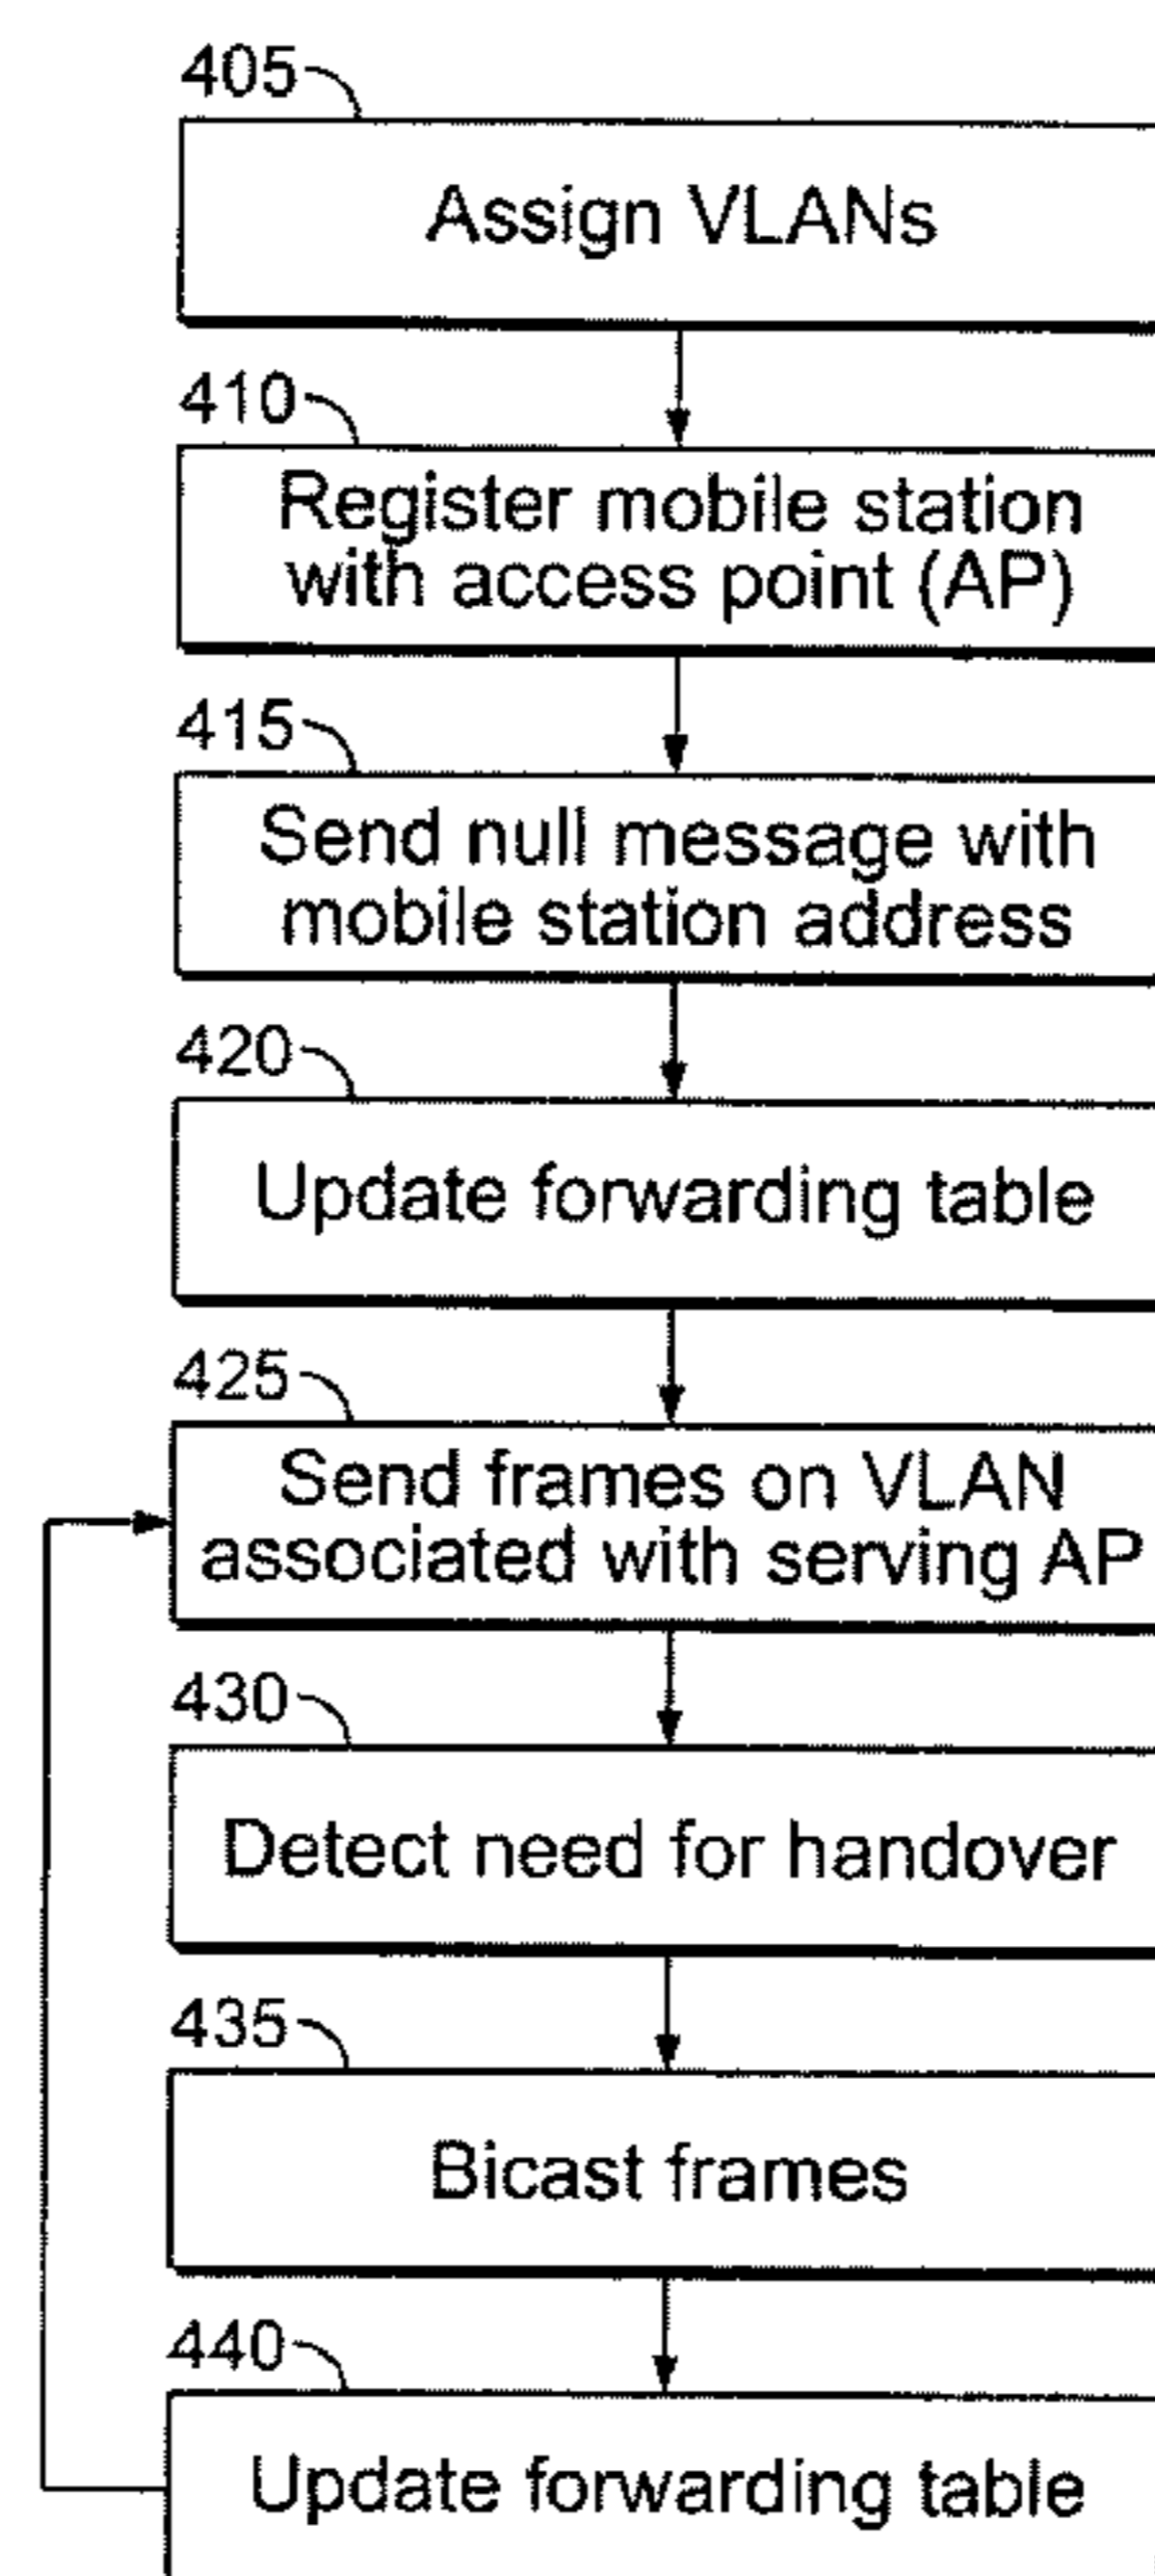 405
Assign VLANs
410
Register mobile station
with access point (AP)
415
Send null message with
mobile station address
420
Update forwarding table
425
Send frames on VLAN
associated with serving AP
430
Detect need for handover
435
Bicast frames
440
Update forwarding table